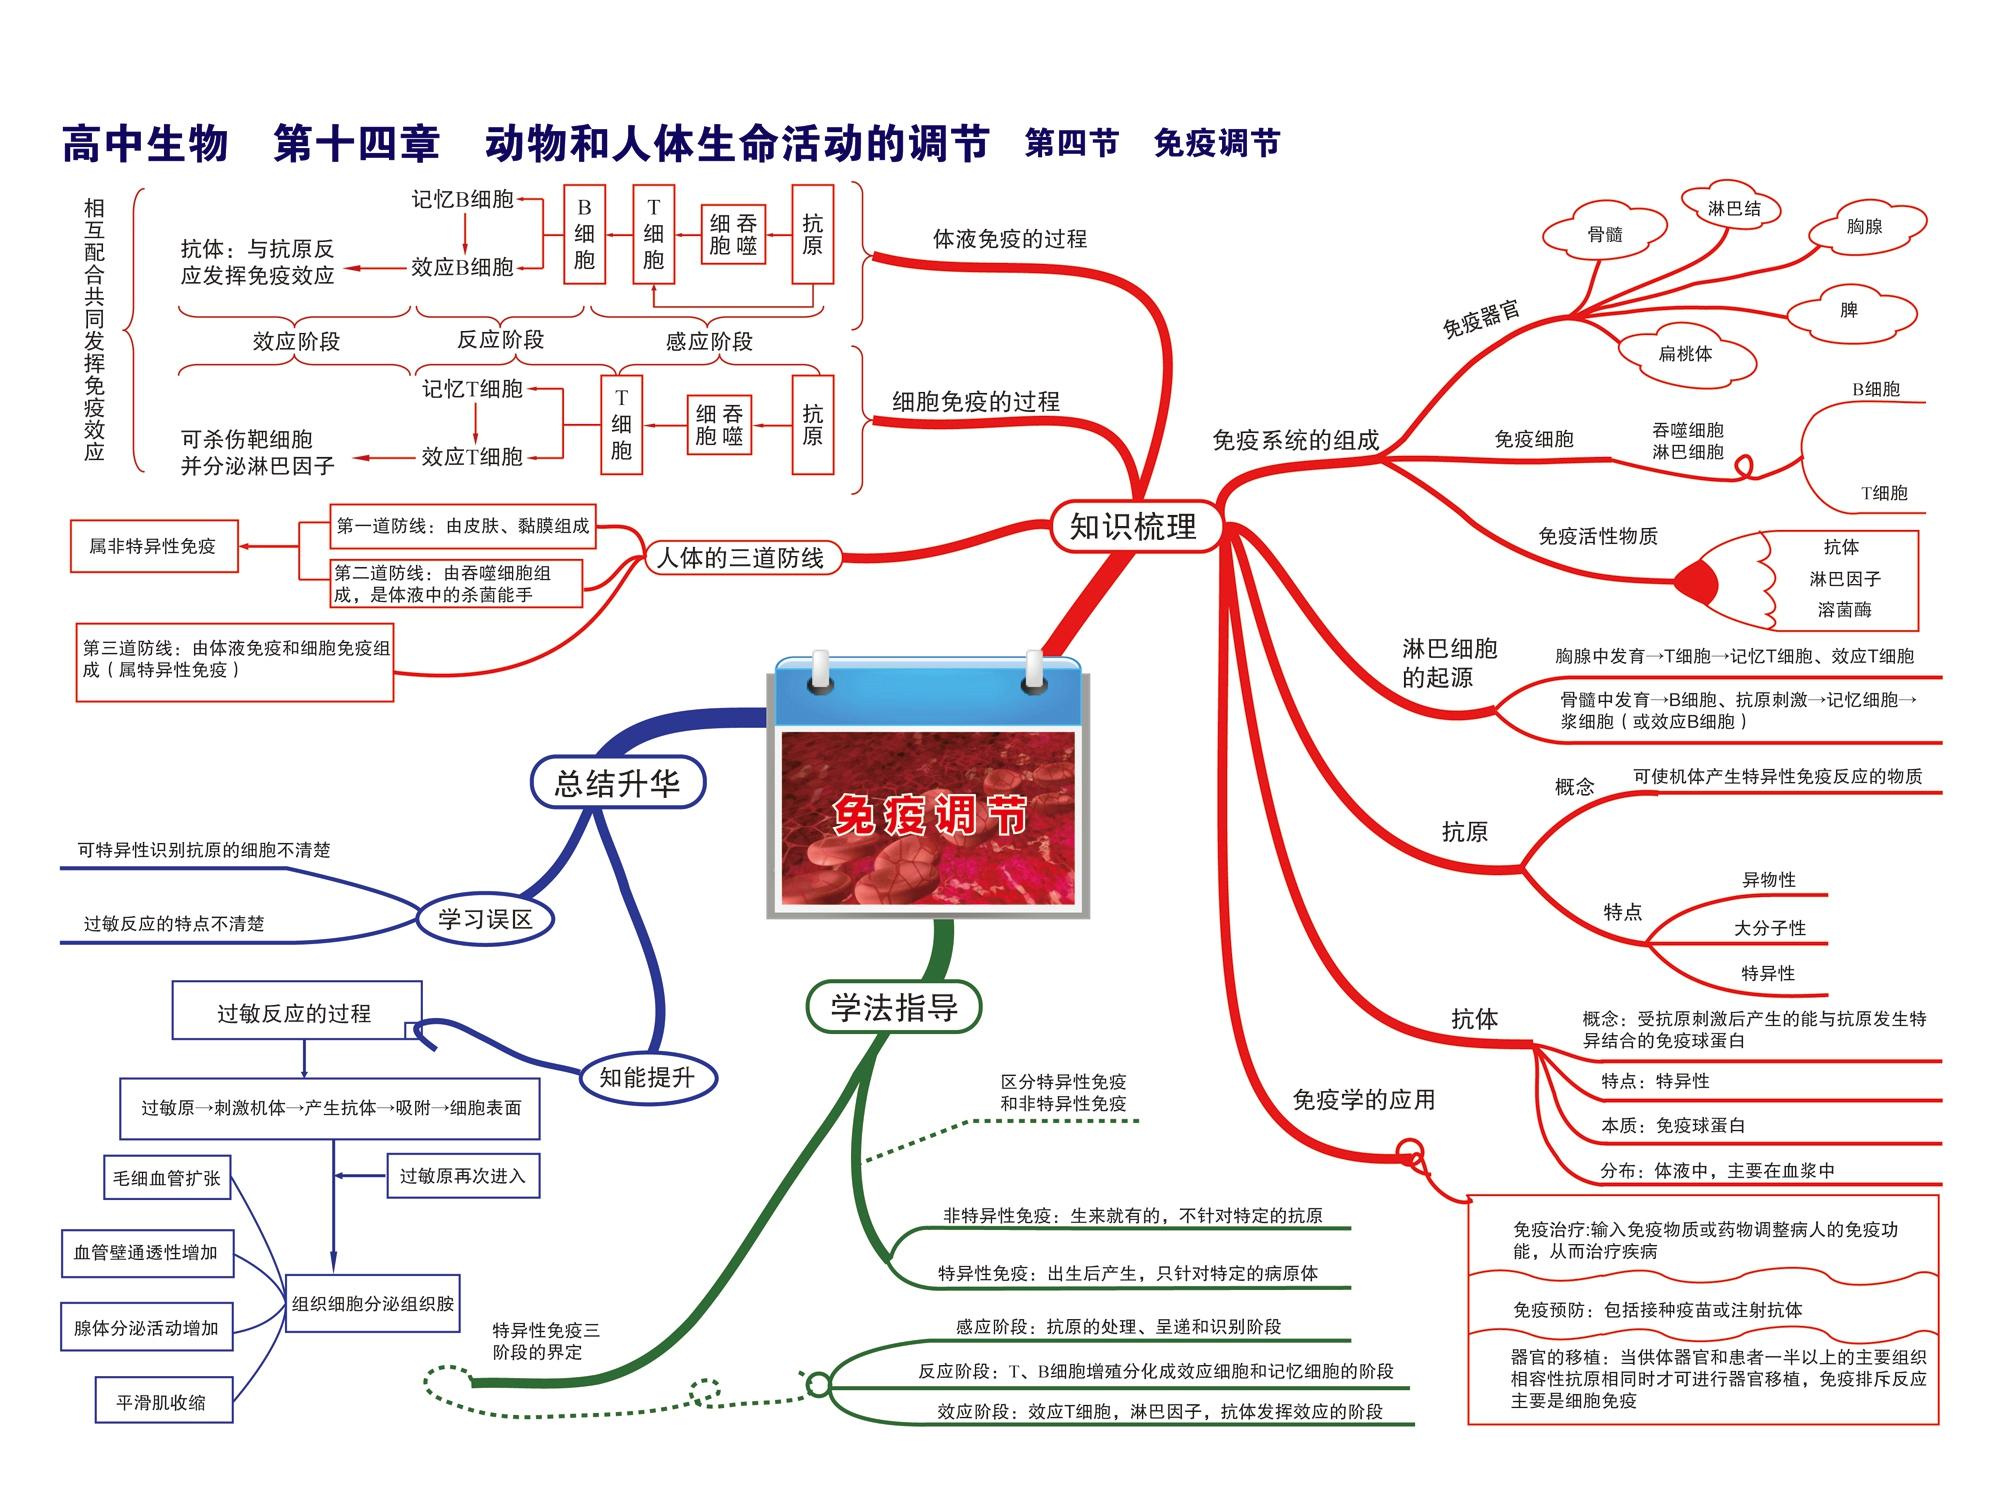 高中生物 第十四章 动物和人体生命活动的调节 第四节 免疫调节
相互配合共同发挥免疫效应
体液免疫的过程
抗原
吞噬细胞
T细胞
B细胞
记忆B细胞
效应B细胞
抗体：与抗原反
应发挥免疫效应
效应阶段
反应阶段
感应阶段
细胞免疫的过程
抗原
吞噬细胞
T细胞
记忆T细胞
效应T细胞
可杀伤靶细胞
并分泌淋巴因子
知识梳理
人体的三道防线
第一道防线：由皮肤、黏膜组成
第二道防线：由吞噬细胞组
成，是体液中的杀菌能手
属非特异性免疫
第三道防线：由体液免疫和细胞免疫组
成（属特异性免疫）
免疫系统的组成
免疫器官
骨髓
淋巴结
胸腺
脾
扁桃体
免疫细胞
吞噬细胞
淋巴细胞
B细胞
T细胞
免疫活性物质
抗体
淋巴因子
溶菌酶
淋巴细胞
的起源
胸腺中发育→T细胞→记忆T细胞、效应T细胞
骨髓中发育→B细胞、抗原刺激→记忆细胞→
浆细胞（或效应B细胞）
抗原
概念
可使机体产生特异性免疫反应的物质
特点
异物性
大分子性
特异性
抗体
概念：受抗原刺激后产生的能与抗原发生特
异结合的免疫球蛋白
特点：特异性
本质：免疫球蛋白
分布：体液中，主要在血浆中
免疫学的应用
免疫治疗:输入免疫物质或药物调整病人的免疫功
能，从而治疗疾病
免疫预防：包括接种疫苗或注射抗体
器官的移植：当供体器官和患者一半以上的主要组织
相容性抗原相同时才可进行器官移植，免疫排斥反应
主要是细胞免疫
免疫调节
总结升华
学习误区
可特异性识别抗原的细胞不清楚
过敏反应的特点不清楚
知能提升
过敏反应的过程
过敏原→刺激机体→产生抗体→吸附→细胞表面
过敏原再次进入
组织细胞分泌组织胺
毛细血管扩张
血管壁通透性增加
腺体分泌活动增加
平滑肌收缩
学法指导
区分特异性免疫
和非特异性免疫
非特异性免疫：生来就有的，不针对特定的抗原
特异性免疫：出生后产生，只针对特定的病原体
特异性免疫三
阶段的界定
感应阶段：抗原的处理、呈递和识别阶段
反应阶段：T、B细胞增殖分化成效应细胞和记忆细胞的阶段
效应阶段：效应T细胞，淋巴因子，抗体发挥效应的阶段